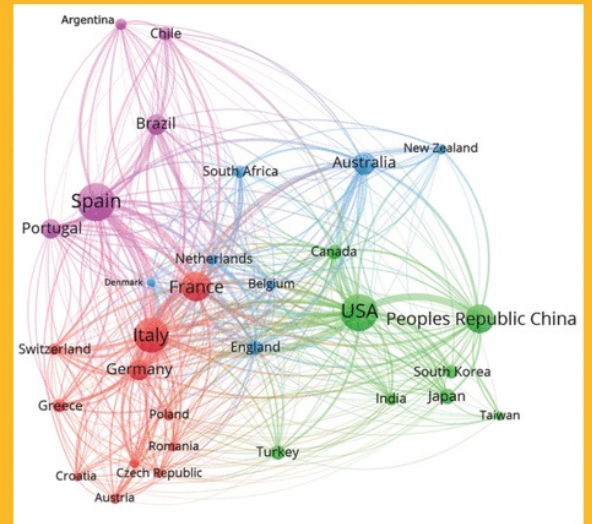 Argentina
Chile
Brazil
New Zealand
Australia
South Africa
Spain
Portugal
Canada
Netherlands
Denmark
France
Belgium
USA
Peoples Republic China
Italy
England
Switzerland
Germany
South Korea
India
Japan
Greece
Poland
Taiwan
Romania
Turkey
Croatia
Czech Republic
Austria